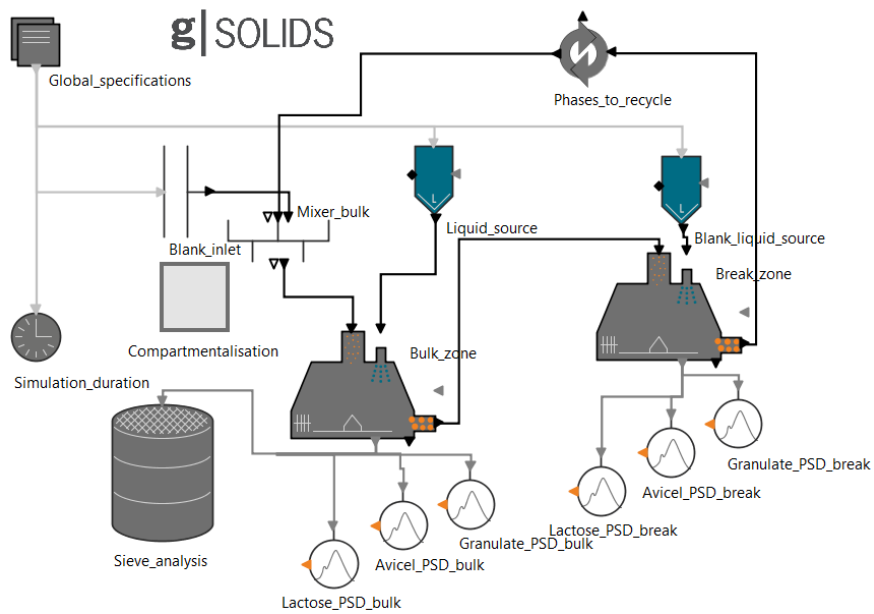 g|SOLIDS
Global_specifications
Phases_to_recycle
Mixer_bulk
Liquid_source
Blank_liquid_source
Blank_inlet
Break_zone
Compartmentalisation
Bulk_zone
Simulation_duration
Granulate_PSD_break
Avicel_PSD_break
Lactose_PSD_break
Granulate_PSD_bulk
Sieve_analysis
Avicel_PSD_bulk
Lactose_PSD_bulk
L
L